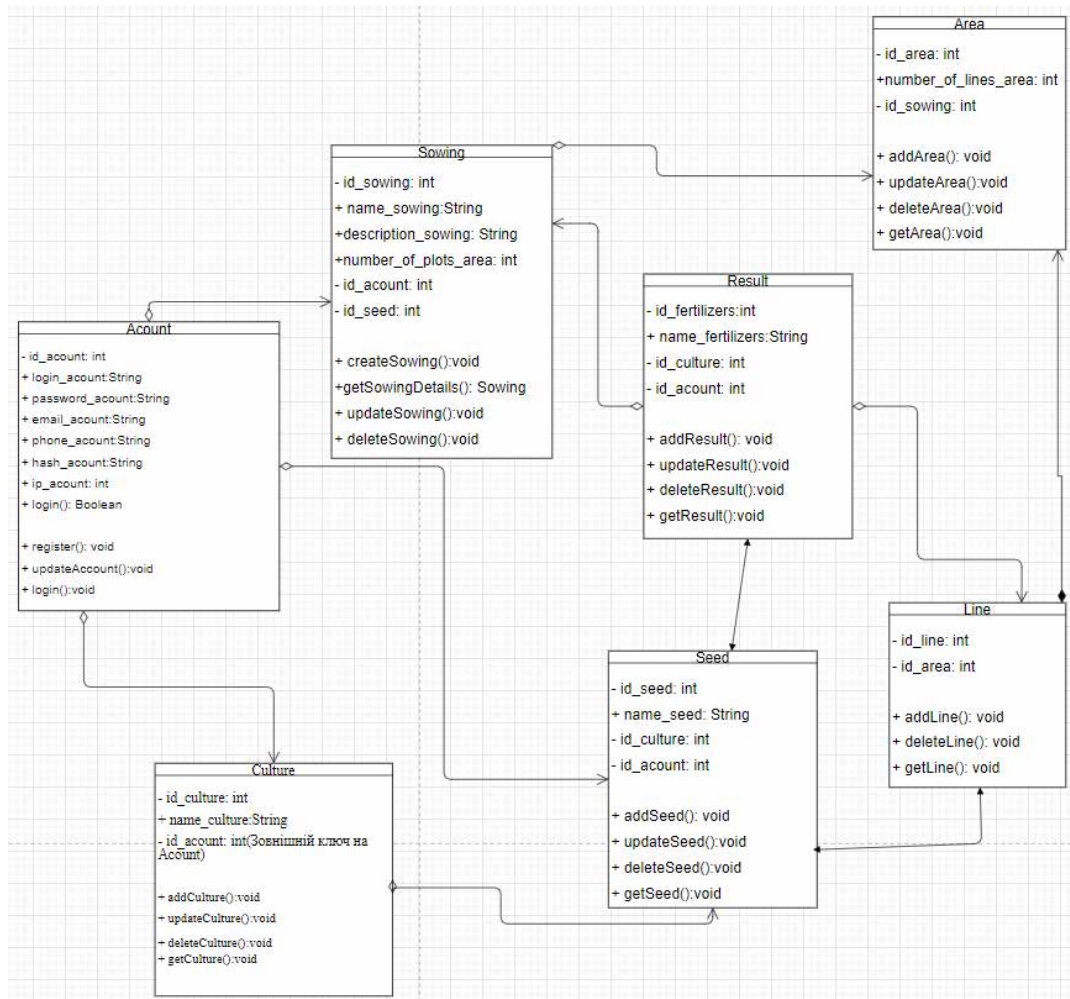 Area
- id_area: int
+number_of_lines_area: int
- id_sowing: int
+ addArea(): void
+ updateArea():void
+ deleteArea():void
+ getArea():void
Sowing
- id_sowing: int
+ name_sowing:String
+description_sowing: String
+number_of_plots_area: int
- id_acount: int
- id_seed: int
+ createSowing():void
+getSowingDetails(): Sowing
+ updateSowing():void
+ deleteSowing():void
Result
- id_fertilizers:int
+ name_fertilizers:String
- id_culture: int
- id_acount: int
+ addResult(): void
+ updateResult():void
+ deleteResult():void
+ getResult():void
Acount
- id_acount: int
+ login_acount:String
+ password_acount:String
+ email_acount:String
+ phone_acount:String
+ hash_acount:String
+ ip_acount: int
+ login(): Boolean
+ register(): void
+ updateAccount():void
+ login():void
Line
- id_line: int
- id_area: int
+ addLine(): void
+ deleteLine(): void
+ getLine(): void
Seed
- id_seed: int
+ name_seed: String
- id_culture: int
- id_acount: int
+ addSeed(): void
+ updateSeed():void
+ deleteSeed():void
+ getSeed():void
Culture
- id_culture: int
+ name_culture:String
- id_acount: int(Зовнішній ключ на
Acount)
+ addCulture():void
+ updateCulture():void
+ deleteCulture():void
+ getCulture():void